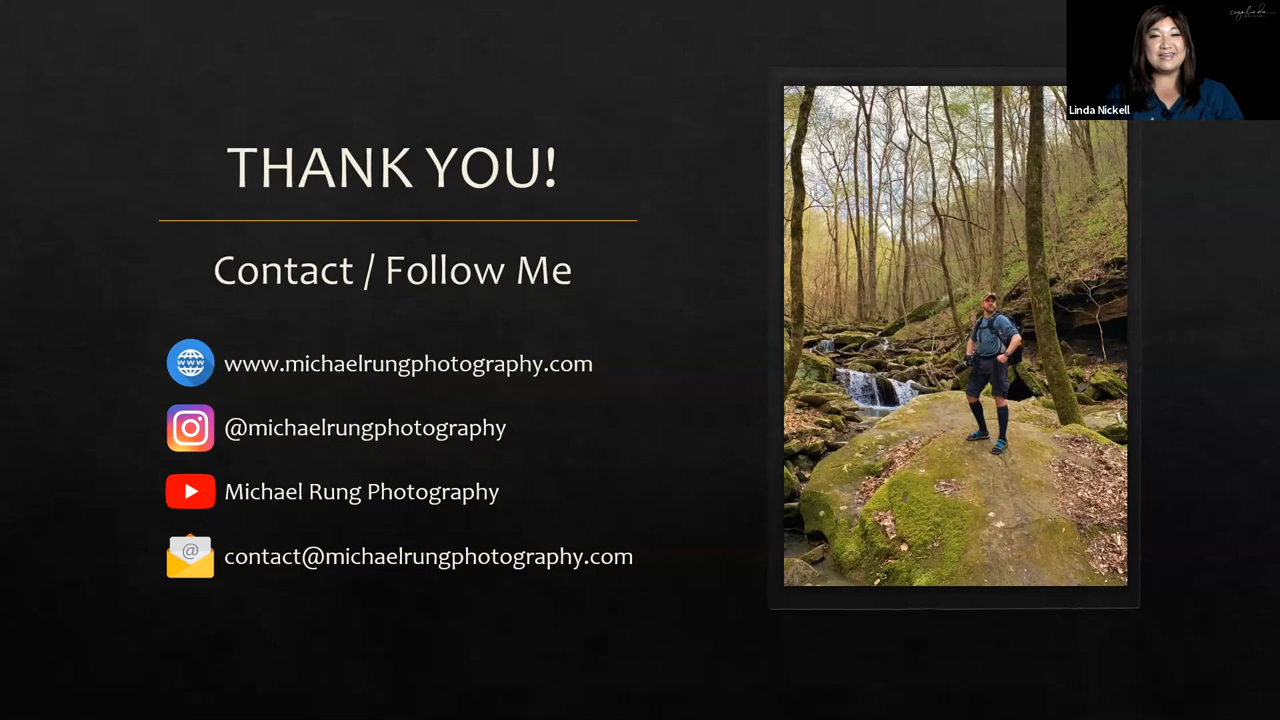 THANK YOU!
Contact / Follow Me
www.michaelrungphotography.com
@michaelrungphotography
Michael Rung Photography
contact@michaelrungphotography.com
Linda Nickell